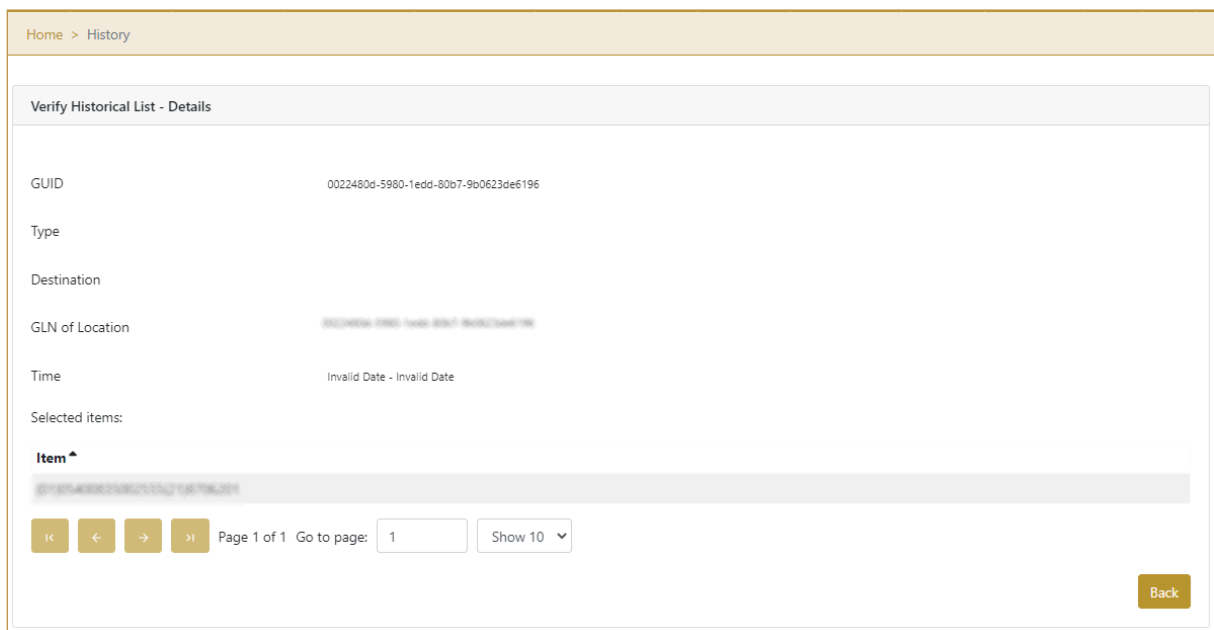 Home > History
Verify Historical List - Details
GUID 0022480d-5980-1edd-80b7-9b0623de6196
Type
Destination
GLN of Location
Time Invalid Date - Invalid Date
Selected items:
Item
Page 1 of 1 Go to page: 1 Show 10
Back